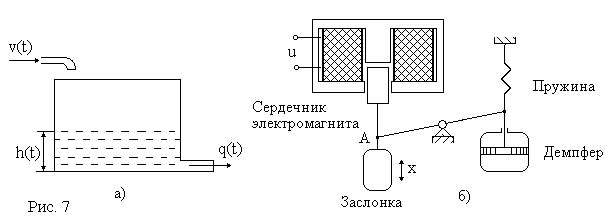 v(t)
h(t)
q(t)
а)
Рис. 7
u
Сердечник
электромагнита
A
x
Заслонка
Пружина
Демпфер
б)